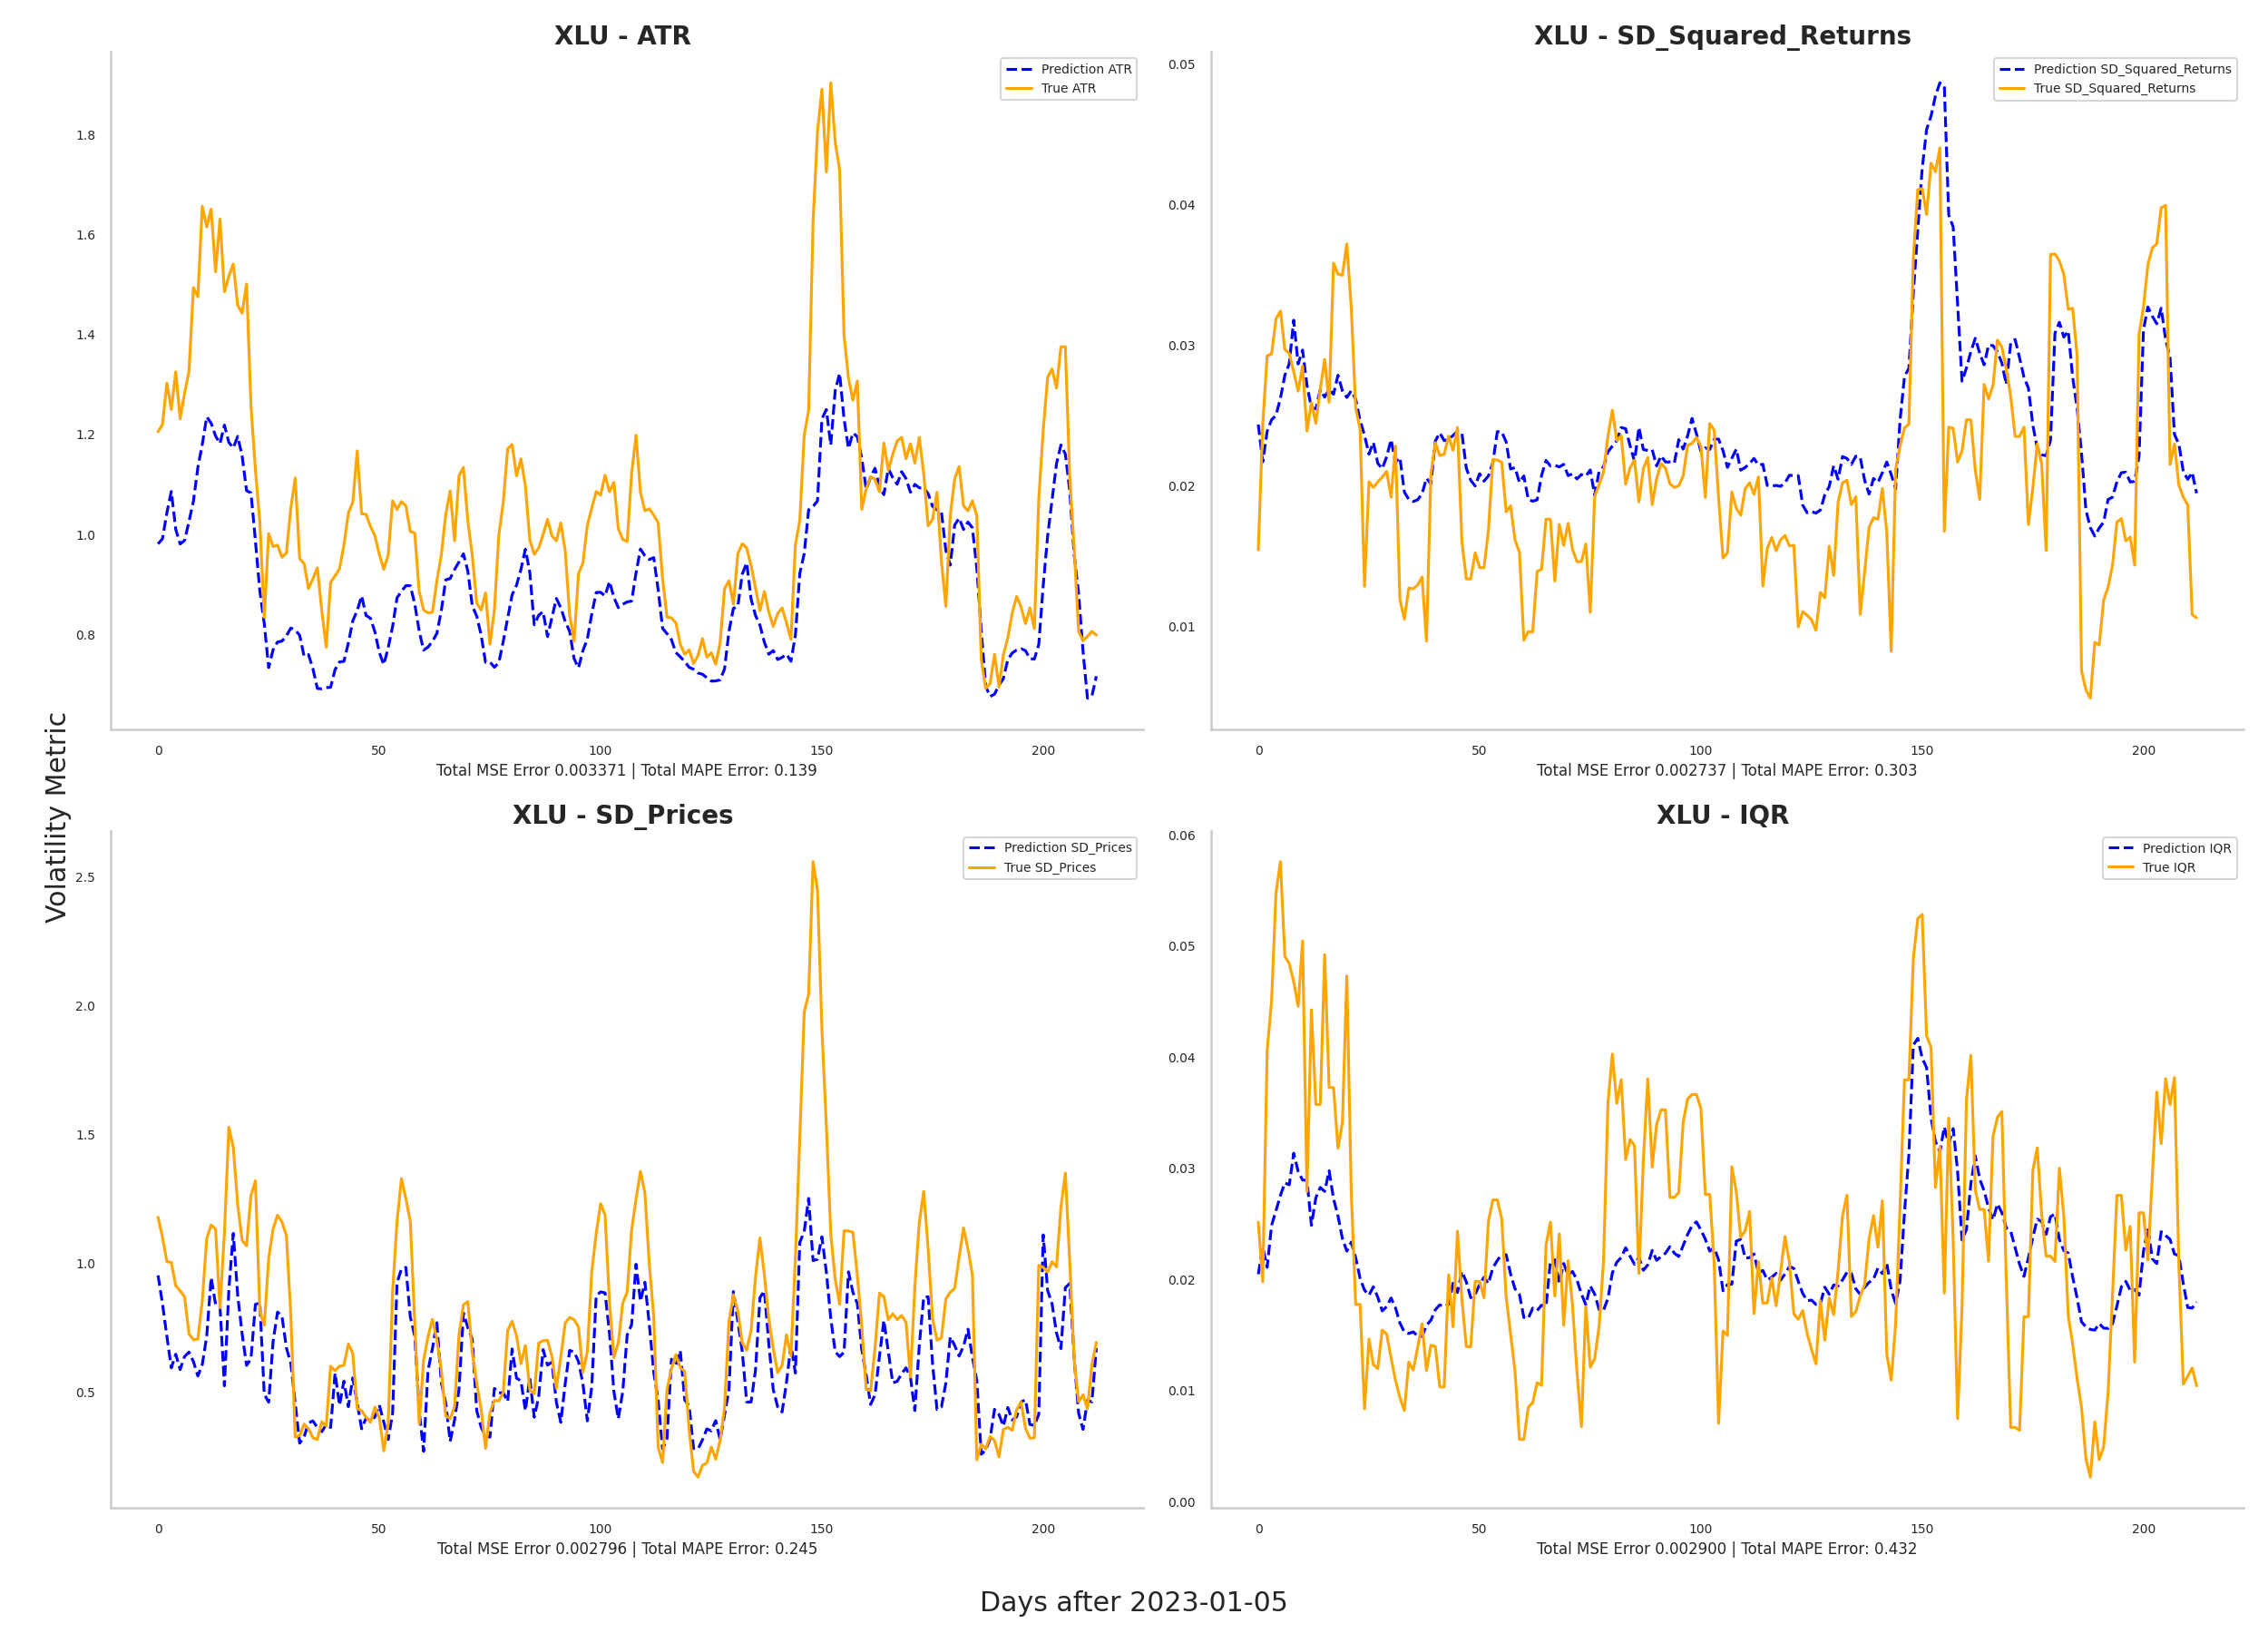 XLU - ATR
Prediction ATR
True ATR
1.8
1.6
1.4
1.2
1.0
0.8
0 50 100 150 200
Total MSE Error 0.003371 | Total MAPE Error: 0.139
XLU - SD_Squared_Returns
Prediction SD_Squared_Returns
True SD_Squared_Returns
0.05
0.04
0.03
0.02
0.01
0 50 100 150 200
Total MSE Error 0.002737 | Total MAPE Error: 0.303
Volatility Metric
XLU - SD_Prices
Prediction SD_Prices
True SD_Prices
2.5
2.0
1.5
1.0
0.5
0 50 100 150 200
Total MSE Error 0.002796 | Total MAPE Error: 0.245
XLU - IQR
Prediction IQR
True IQR
0.06
0.05
0.04
0.03
0.02
0.01
0.00
0 50 100 150 200
Total MSE Error 0.002900 | Total MAPE Error: 0.432
Days after 2023-01-05